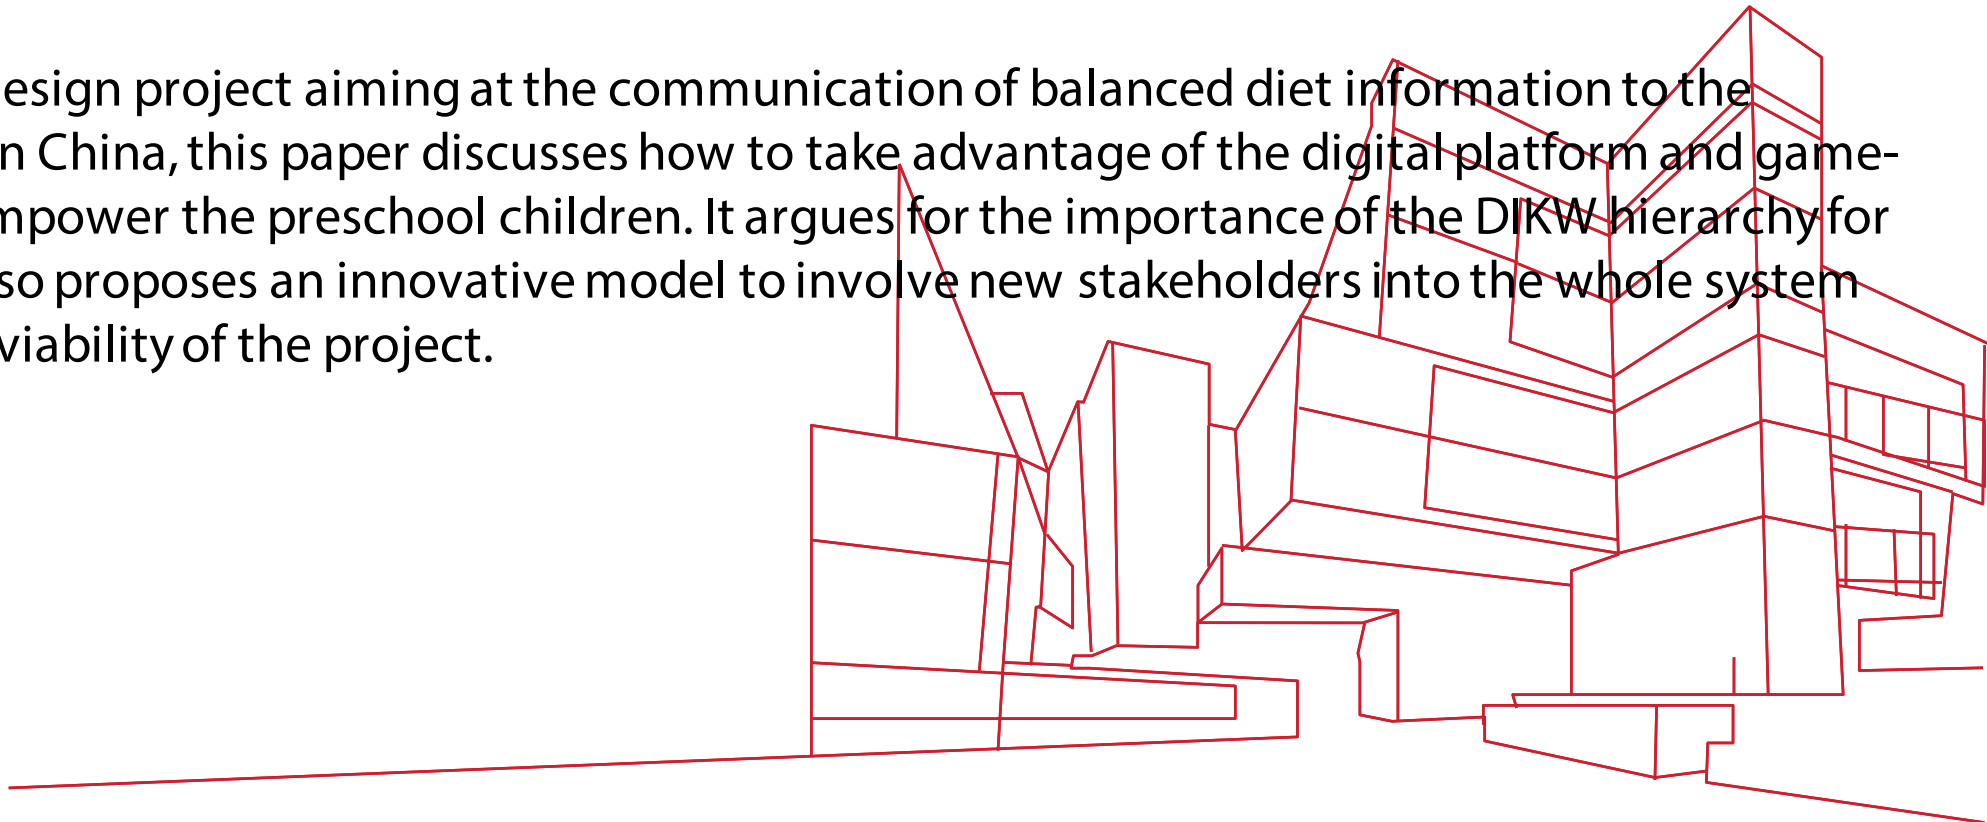 esign project aiming at the communication of balanced diet information to the
n China, this paper discusses how to take advantage of the digital platform and game-
mpower the preschool children. It argues for the importance of the DIKW hierarchy for
so proposes an innovative model to involve new stakeholders into the whole system
viability of the project.